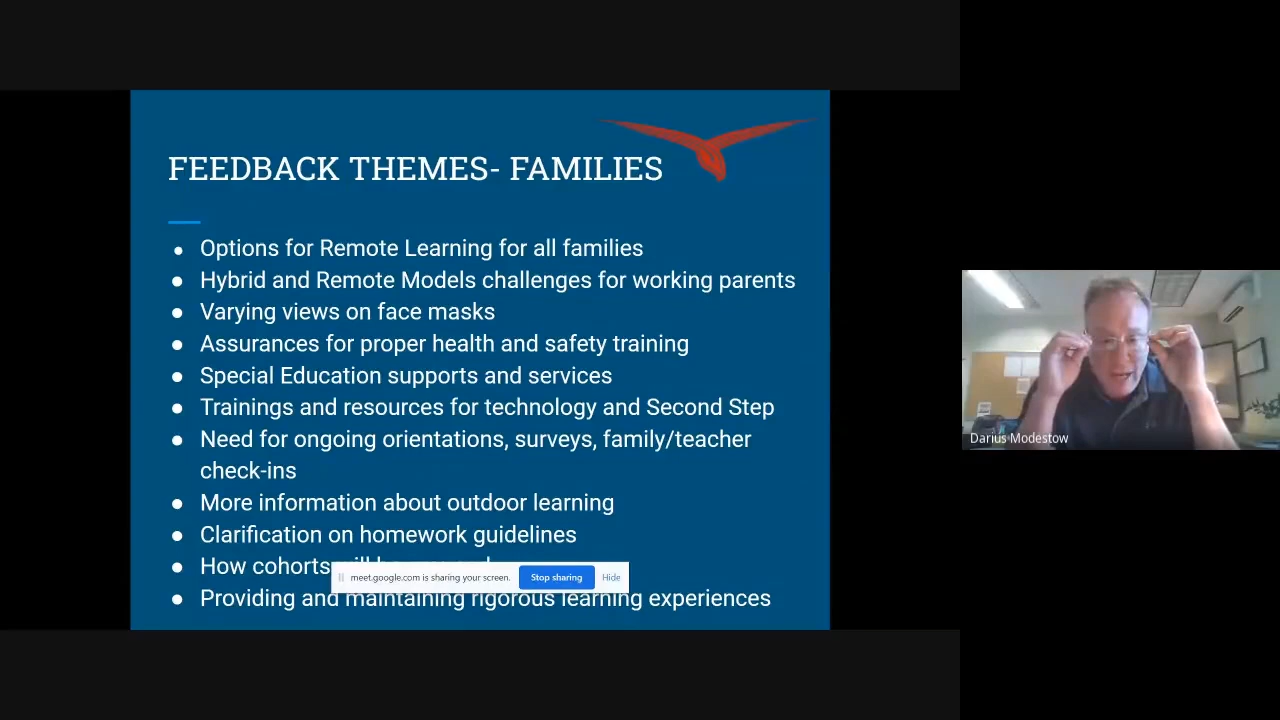 FEEDBACK THEMES- FAMILIES
● Options for Remote Learning for all families
● Hybrid and Remote Models challenges for working parents
● Varying views on face masks
● Assurances for proper health and safety training
● Special Education supports and services
● Trainings and resources for technology and Second Step
● Need for ongoing orientations, surveys, family/teacher
check-ins
● More information about outdoor learning
● Clarification on homework guidelines
● How cohorts will be
meet.google.com is sharing your screen. Stop sharing Hide
● Providing and maintaining rigorous learning experiences
Darius Modestow